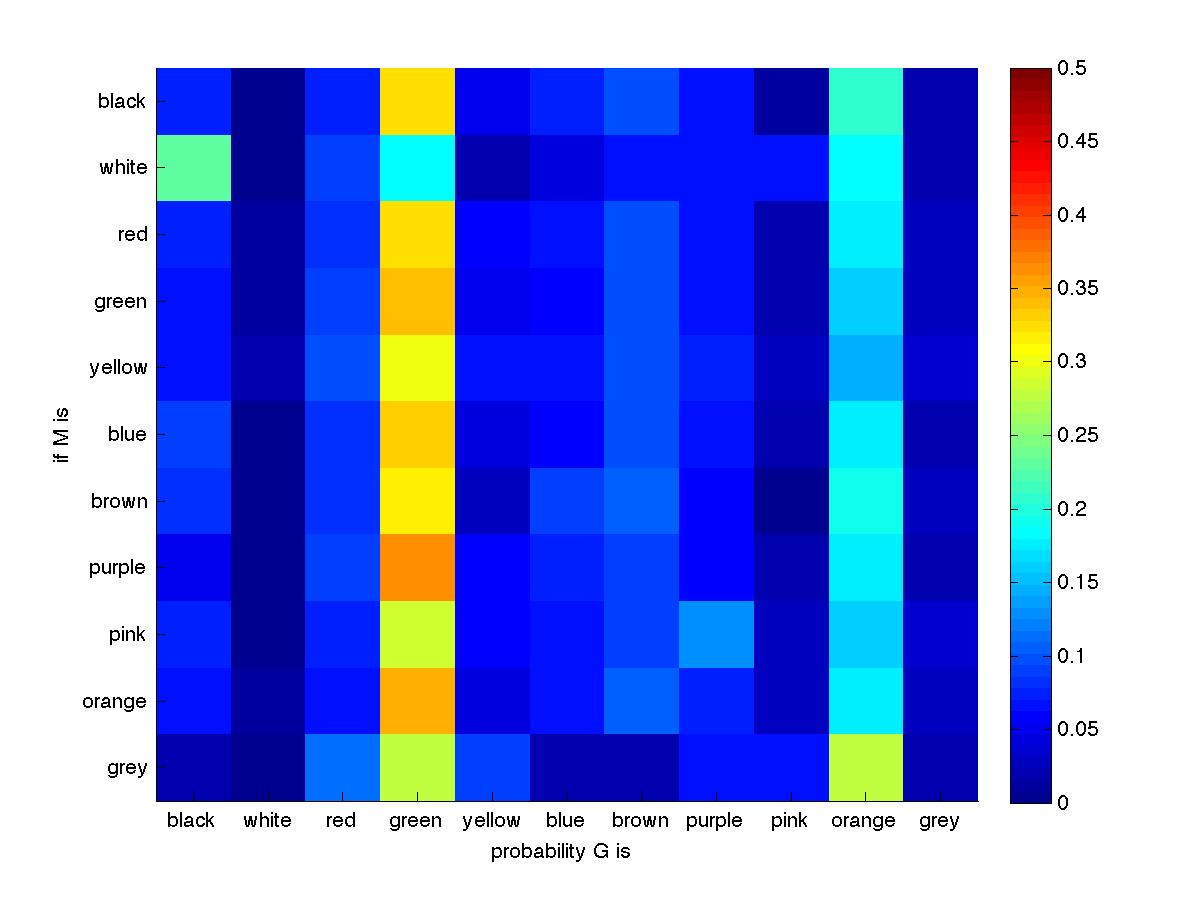 black
white
red
green
yellow
blue
brown
purple
pink
orange
grey
if M is
black white red green yellow blue brown purple pink orange grey
probability G is
0.5
0.45
0.4
0.35
0.3
0.25
0.2
0.15
0.1
0.05
0